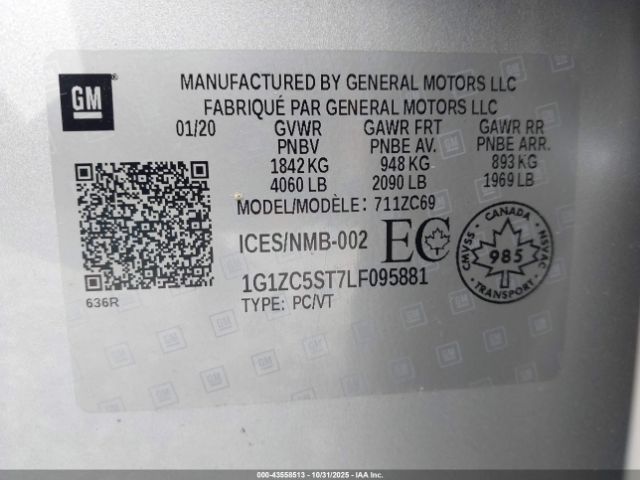 GM
MANUFACTURED BY GENERAL MOTORS LLC
FABRIQUÉ PAR GENERAL MOTORS LLC
01/20 GVWR GAWR FRT GAWR RR
PNBV PNBE AV. PNBE ARR.
1842 KG 948 KG 893 KG
4060 LB 2090 LB 1969 LB
MODEL/MODÈLE: 711ZC69
ICES/NMB-002 EC
CANADA
CMVSS NSVAC
985
TRANSPORT
1G1ZC5ST7LF095881
TYPE: PC/VT
636R
000-43558513 - 10/31/2025 - IAA Inc.